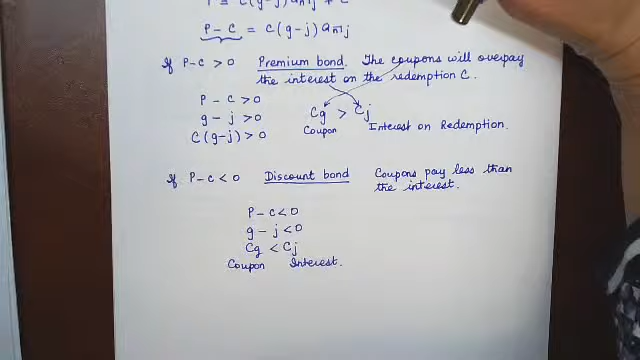 P = C(g-j) a n j + C
P - C = C(g-j) a n j
If P-C > 0 Premium bond. The coupons will overpay
the interest on the redemption C.
P - C > 0
g - j > 0
C(g-j) > 0
Cg > Cj
Coupon Interest on Redemption.
If P-C < 0 Discount bond Coupons pay less than
the interest.
P - C < 0
g - j < 0
Cg < Cj
Coupon Interest.